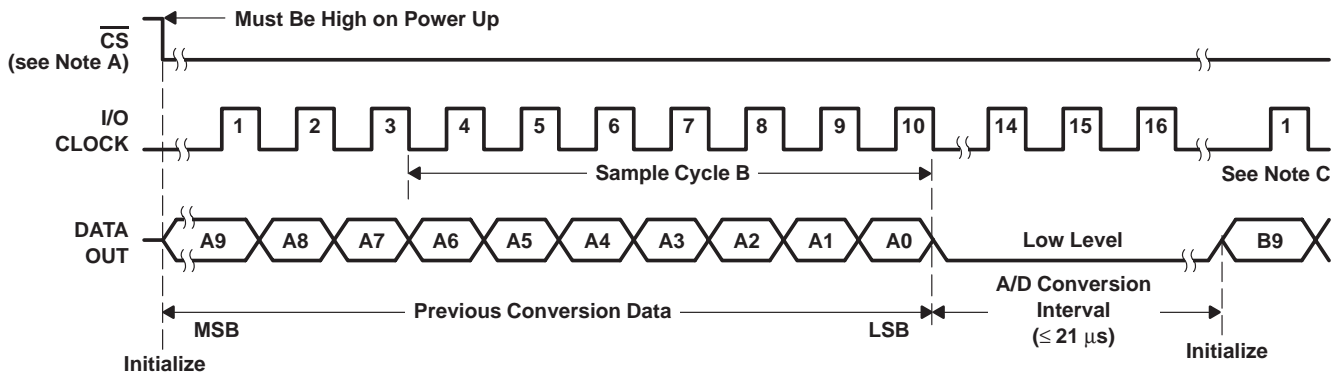 Must Be High on Power Up
CS
(see Note A)
I/O
CLOCK
1 2 3 4 5 6 7 8 9 10 14 15 16 1
Sample Cycle B
See Note C
DATA
OUT
A9 A8 A7 A6 A5 A4 A3 A2 A1 A0 Low Level B9
A/D Conversion
Interval
(≤ 21 μs)
Previous Conversion Data
MSB LSB
Initialize Initialize